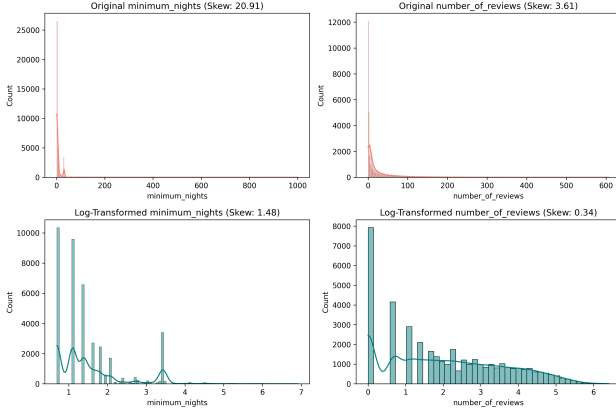 Original minimum_nights (Skew: 20.91)
Count
25000
20000
15000
10000
5000
0
0 200 400 600 800 1000
minimum_nights
Original number_of_reviews (Skew: 3.61)
Count
12000
10000
8000
6000
4000
2000
0
0 100 200 300 400 500 600
number_of_reviews
Log-Transformed minimum_nights (Skew: 1.48)
Count
10000
8000
6000
4000
2000
0
1 2 3 4 5 6 7
minimum_nights
Log-Transformed number_of_reviews (Skew: 0.34)
Count
8000
7000
6000
5000
4000
3000
2000
1000
0
0 1 2 3 4 5 6
number_of_reviews